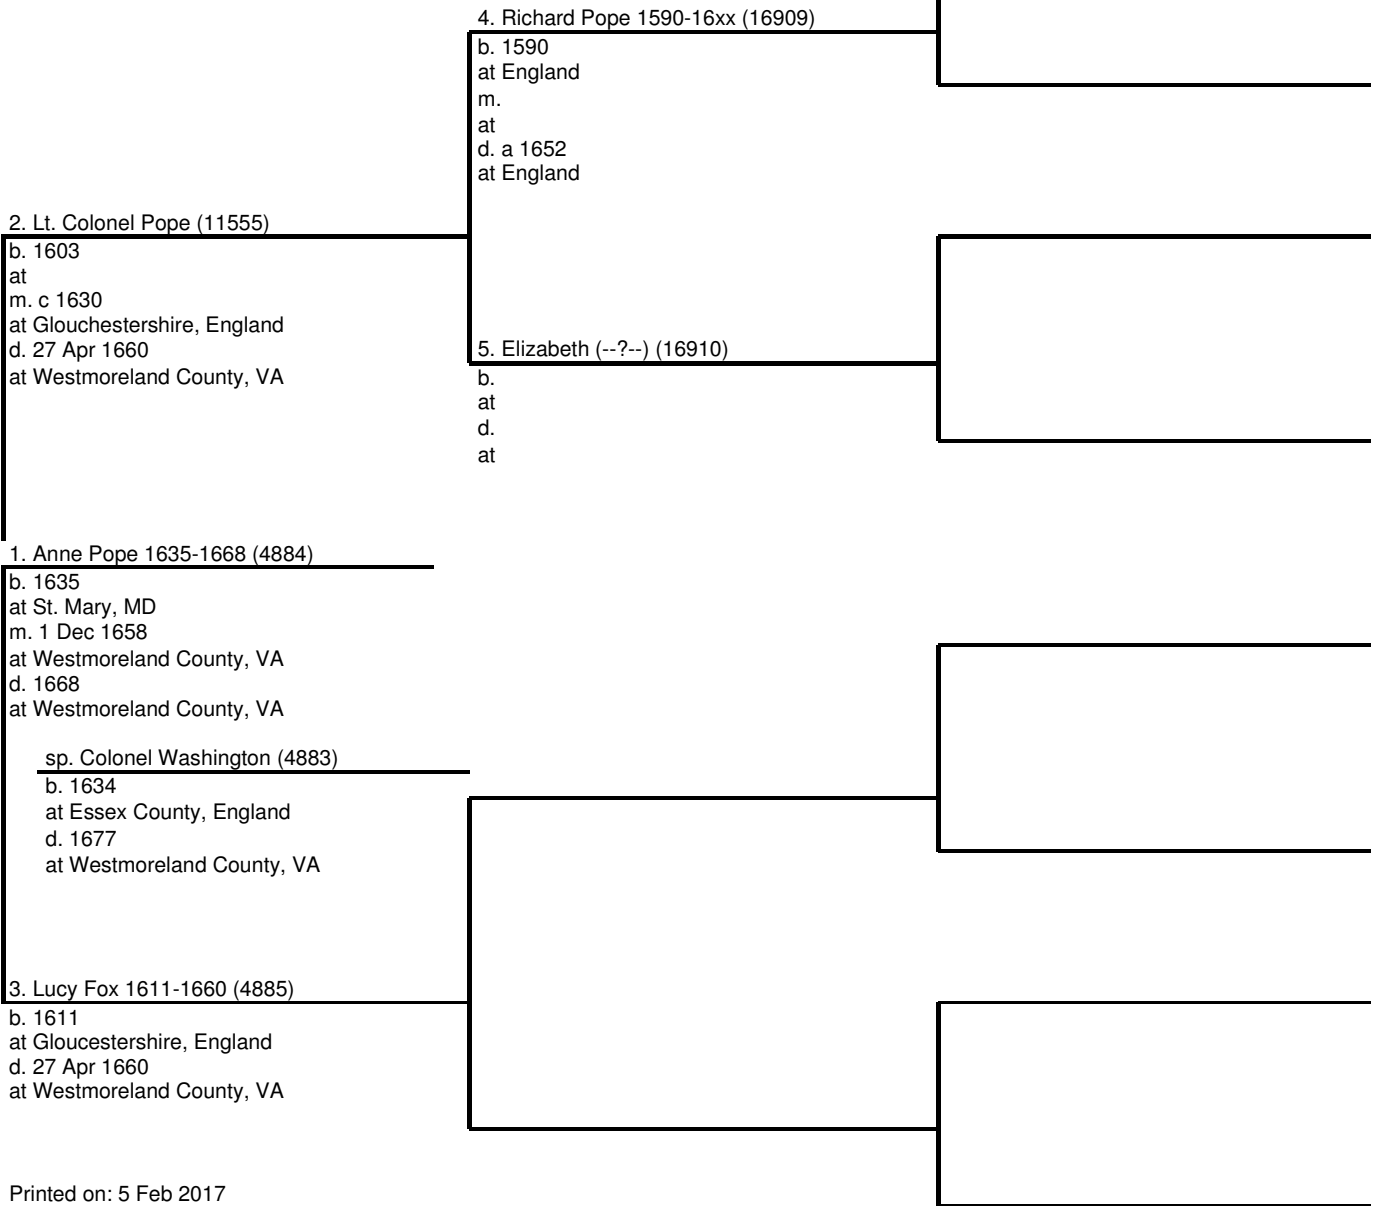 4. Richard Pope 1590-16xx (16909)
b. 1590
at England
m.
at
d. a 1652
at England
2. Lt. Colonel Pope (11555)
b. 1603
at
m. c 1630
at Glouchestershire, England
d. 27 Apr 1660
at Westmoreland County, VA
5. Elizabeth (--?--) (16910)
b.
at
d.
at
1. Anne Pope 1635-1668 (4884)
b. 1635
at St. Mary, MD
m. 1 Dec 1658
at Westmoreland County, VA
d. 1668
at Westmoreland County, VA
sp. Colonel Washington (4883)
b. 1634
at Essex County, England
d. 1677
at Westmoreland County, VA
3. Lucy Fox 1611-1660 (4885)
b. 1611
at Gloucestershire, England
d. 27 Apr 1660
at Westmoreland County, VA
Printed on: 5 Feb 2017